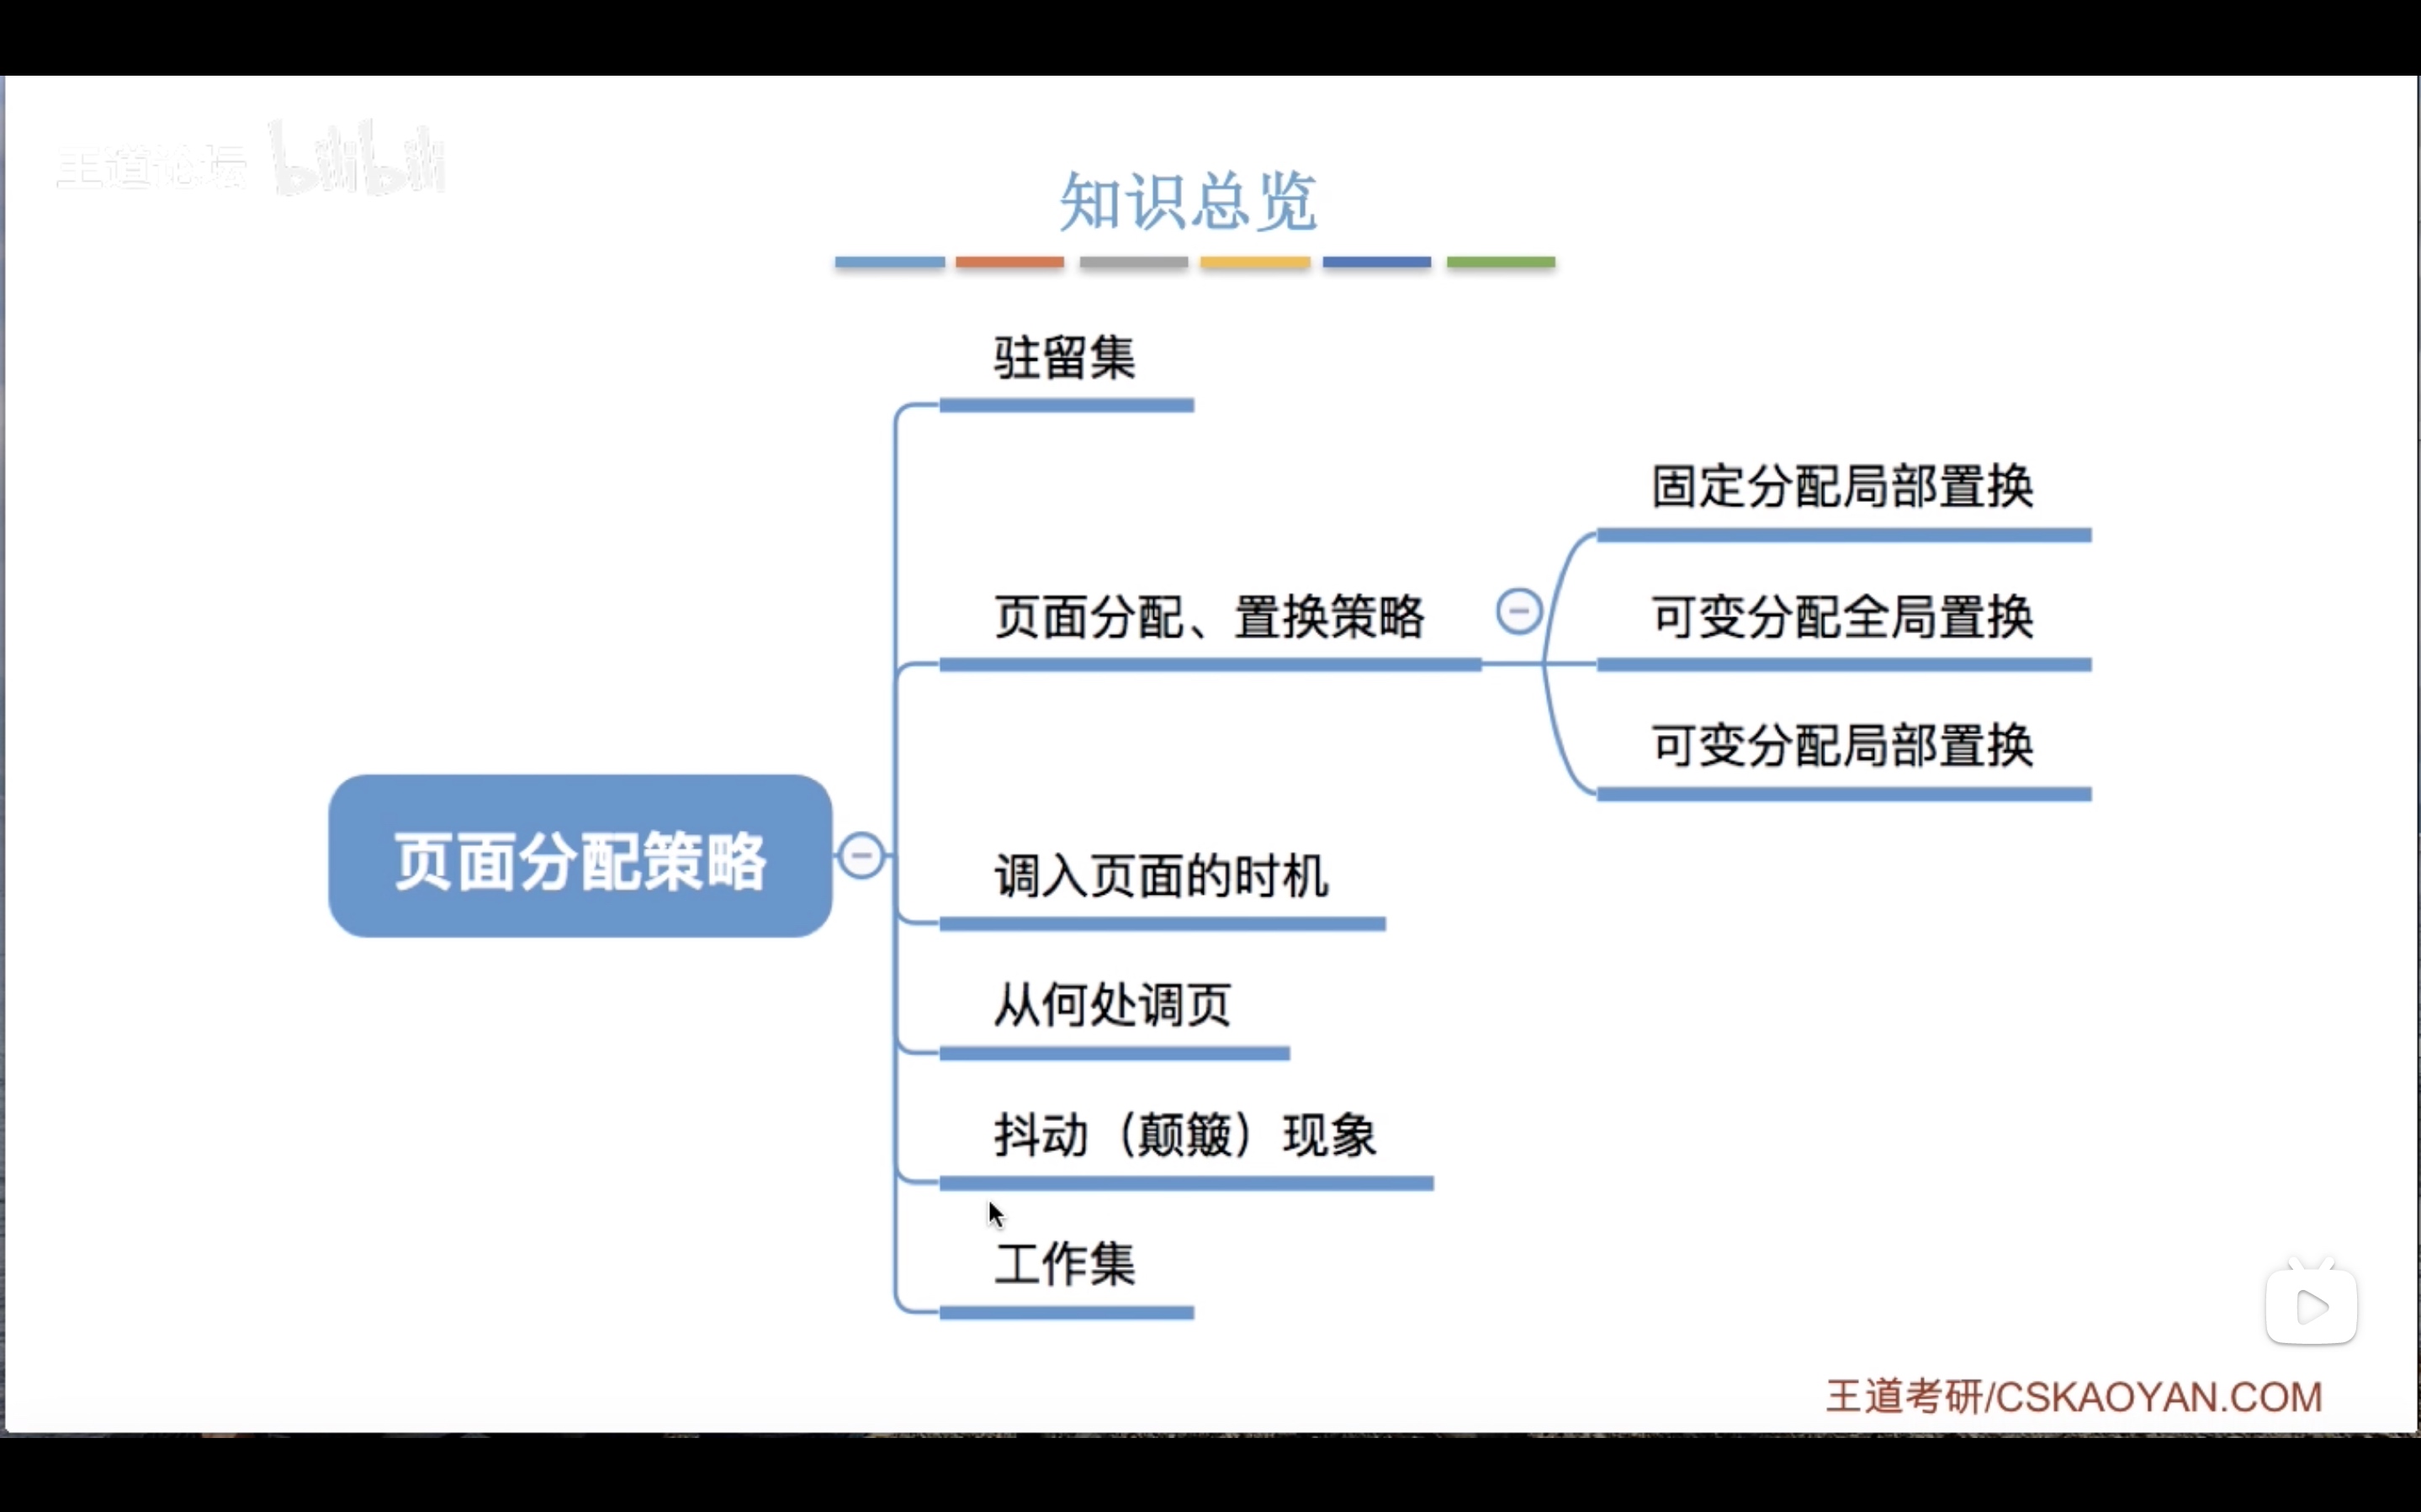 王道论坛 bilibili
知识总览
驻留集
固定分配局部置换
页面分配、置换策略
可变分配全局置换
可变分配局部置换
页面分配策略
调入页面的时机
从何处调页
抖动（颠簸）现象
工作集
王道考研/CSKAOYAN.COM